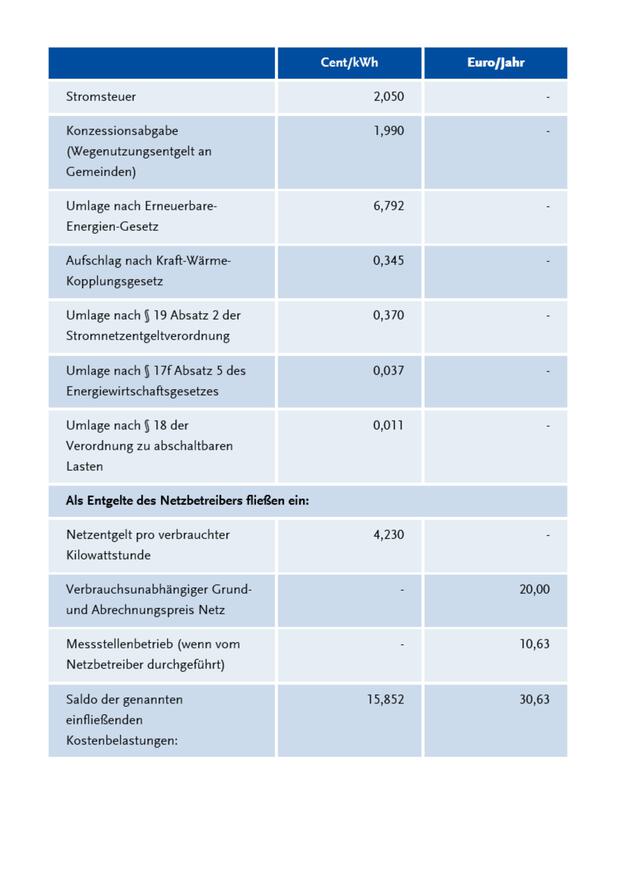 Cent/kWh Euro/Jahr
Stromsteuer 2,050 -
Konzessionsabgabe 1,990 -
(Wegenutzungsentgelt an
Gemeinden)
Umlage nach Erneuerbare- 6,792 -
Energien-Gesetz
Aufschlag nach Kraft-Wärme- 0,345 -
Kopplungsgesetz
Umlage nach § 19 Absatz 2 der 0,370 -
Stromnetzentgeltverordnung
Umlage nach § 17f Absatz 5 des 0,037 -
Energiewirtschaftsgesetzes
Umlage nach § 18 der 0,011 -
Verordnung zu abschaltbaren
Lasten
Als Entgelte des Netzbetreibers fließen ein:
Netzentgelt pro verbrauchter 4,230 -
Kilowattstunde
Verbrauchsunabhängiger Grund- - 20,00
und Abrechnungspreis Netz
Messstellenbetrieb (wenn vom - 10,63
Netzbetreiber durchgeführt)
Saldo der genannten 15,852 30,63
einfließenden
Kostenbelastungen: